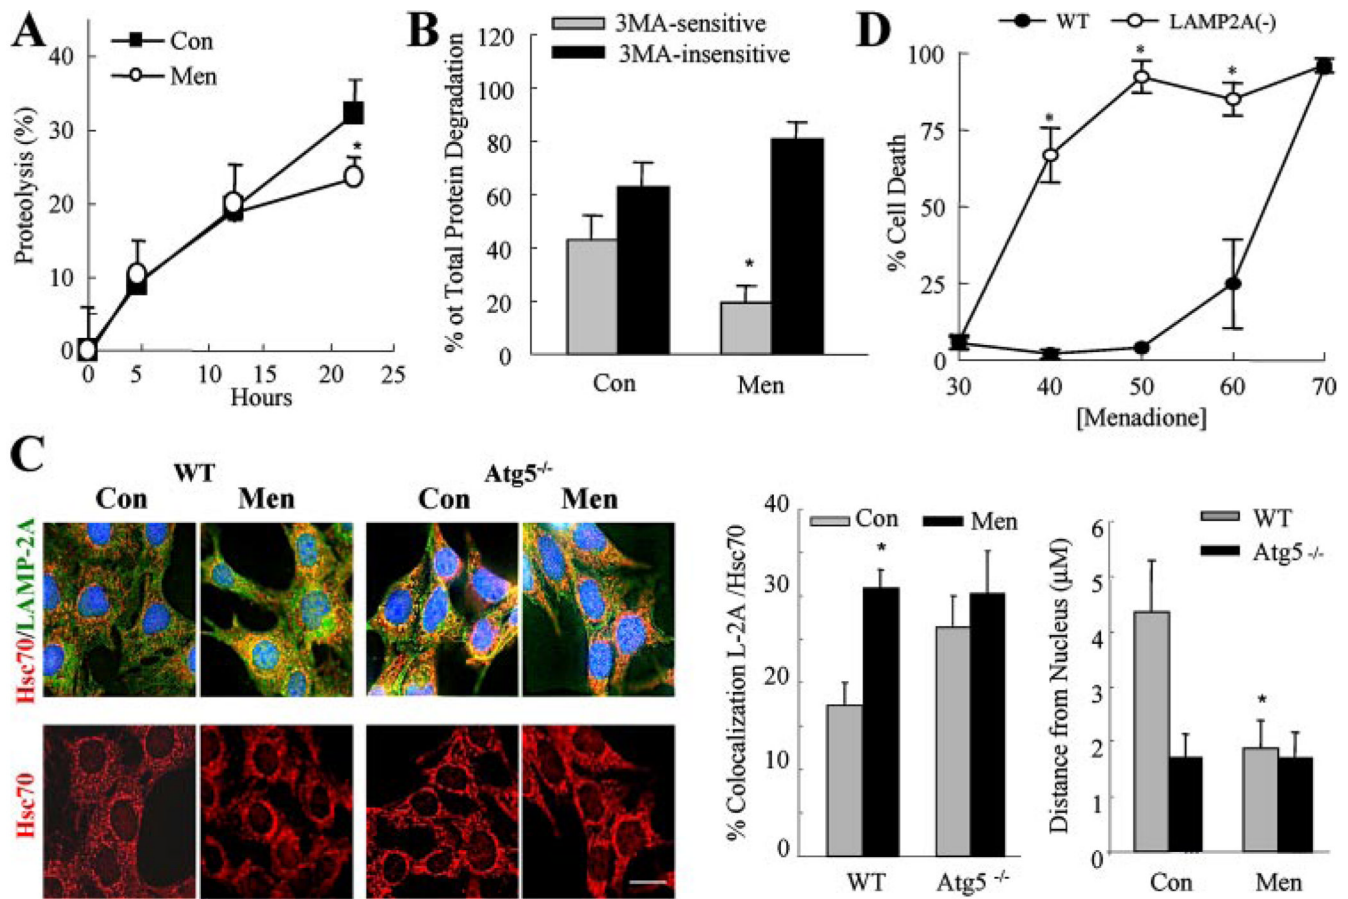 A
Con
Men
Proteolysis (%)
40
30
20
10
0
*
0 5 10 15 20 25
Hours
B
3MA-sensitive
3MA-insensitive
% ot Total Protein Degradation
120
100
80
60
40
20
0
*
Con Men
D
WT LAMP2A(-)
% Cell Death
100
75
50
25
0
* * *
30 40 50 60 70
[Menadione]
C
WT Atg5-/-
Con Men Con Men
Hsc70/LAMP-2A
Hsc70
% Colocalization L-2A /Hsc70
40
30
20
10
0
Con Men
*
WT Atg5 -/-
Distance from Nucleus (μM)
6
5
4
3
2
1
0
WT
Atg5 -/-
*
Con Men